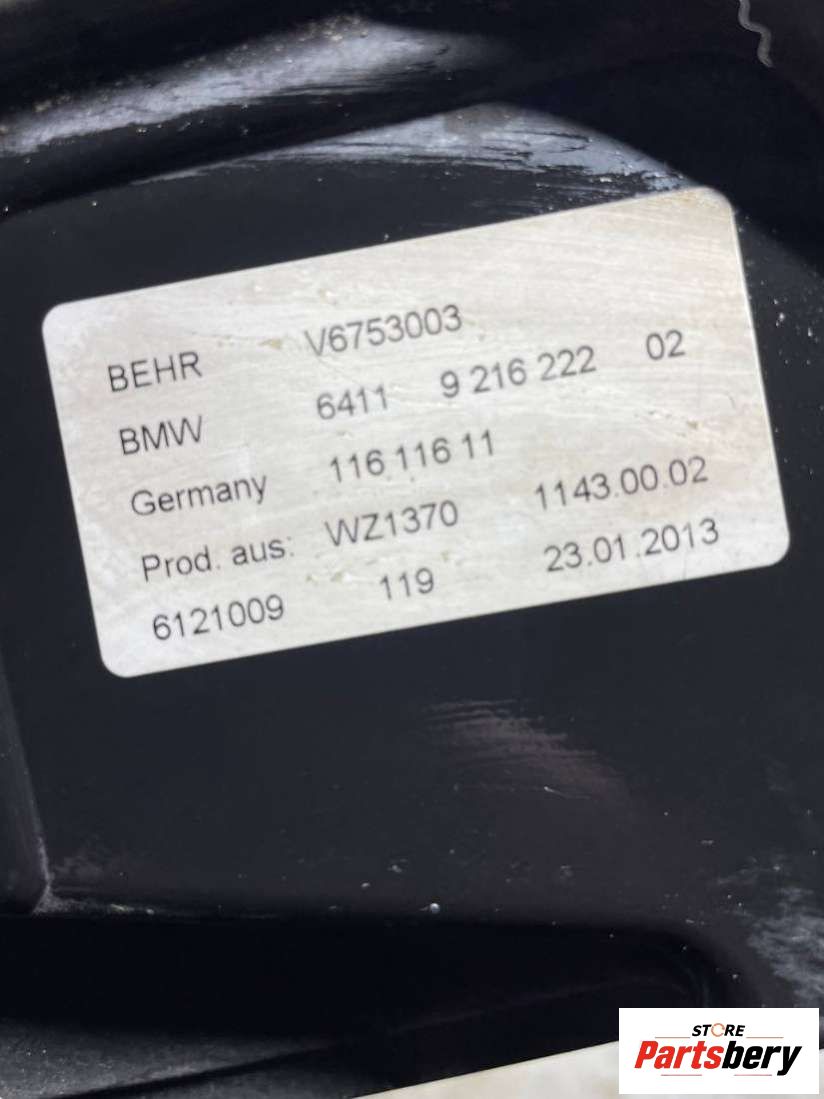 BEHR V6753003
BMW 6411 9 216 222 02
Germany 116 116 11
Prod. aus: WZ1370 1143.00.02
6121009 119 23.01.2013
STORE
Partsbery